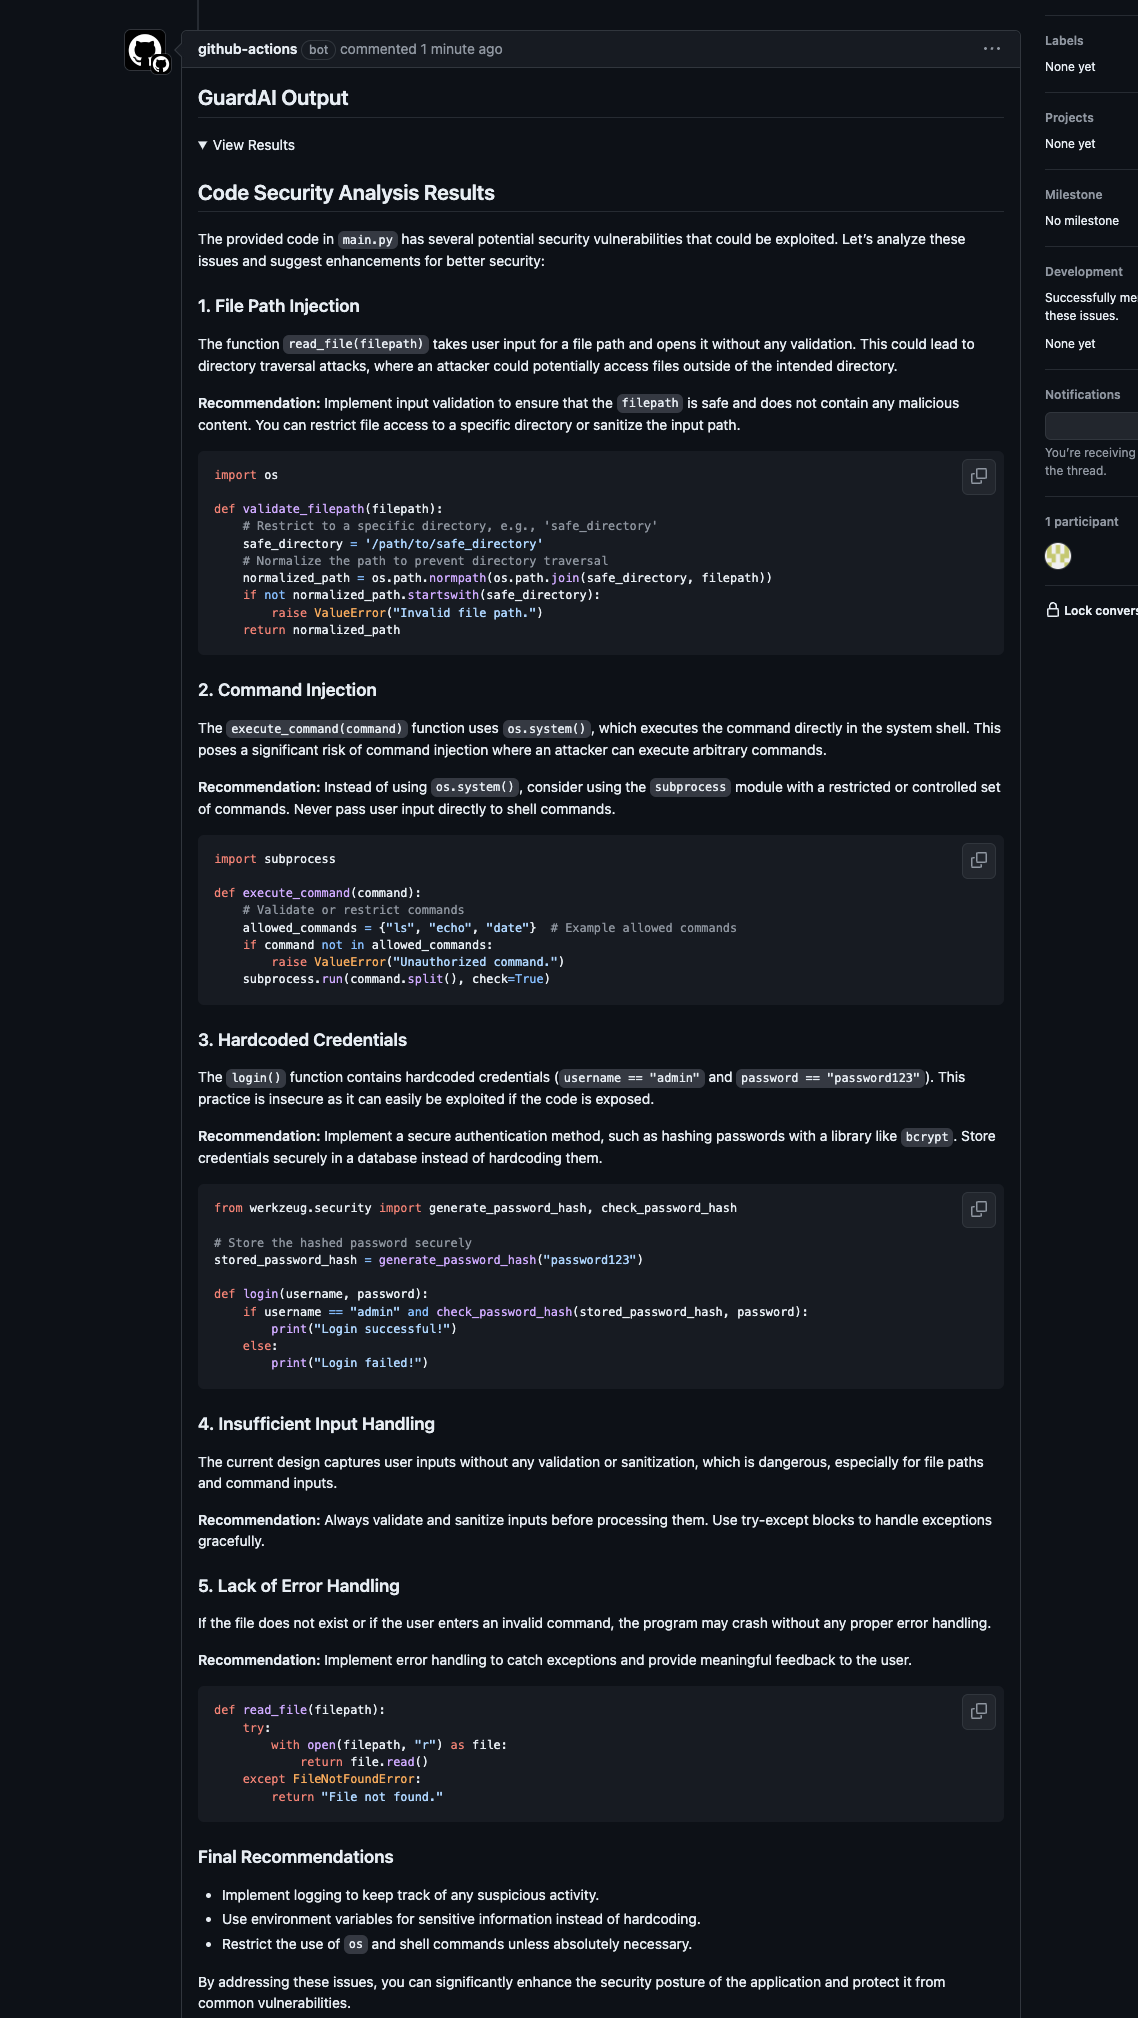 github-actions bot commented 1 minute ago
GuardAI Output
▼ View Results
Code Security Analysis Results
The provided code in main.py has several potential security vulnerabilities that could be exploited. Let's analyze these
issues and suggest enhancements for better security:
1. File Path Injection
The function read_file(filepath) takes user input for a file path and opens it without any validation. This could lead to
directory traversal attacks, where an attacker could potentially access files outside of the intended directory.
Recommendation: Implement input validation to ensure that the filepath is safe and does not contain any malicious
content. You can restrict file access to a specific directory or sanitize the input path.
import os
def validate_filepath(filepath):
    # Restrict to a specific directory, e.g., 'safe_directory'
    safe_directory = '/path/to/safe_directory'
    # Normalize the path to prevent directory traversal
    normalized_path = os.path.normpath(os.path.join(safe_directory, filepath))
    if not normalized_path.startswith(safe_directory):
        raise ValueError("Invalid file path.")
    return normalized_path
2. Command Injection
The execute_command(command) function uses os.system(), which executes the command directly in the system shell. This
poses a significant risk of command injection where an attacker can execute arbitrary commands.
Recommendation: Instead of using os.system(), consider using the subprocess module with a restricted or controlled set
of commands. Never pass user input directly to shell commands.
import subprocess
def execute_command(command):
    # Validate or restrict commands
    allowed_commands = {"ls", "echo", "date"}  # Example allowed commands
    if command not in allowed_commands:
        raise ValueError("Unauthorized command.")
    subprocess.run(command.split(), check=True)
3. Hardcoded Credentials
The login() function contains hardcoded credentials (username == "admin" and password == "password123"). This
practice is insecure as it can easily be exploited if the code is exposed.
Recommendation: Implement a secure authentication method, such as hashing passwords with a library like bcrypt. Store
credentials securely in a database instead of hardcoding them.
from werkzeug.security import generate_password_hash, check_password_hash
# Store the hashed password securely
stored_password_hash = generate_password_hash("password123")
def login(username, password):
    if username == "admin" and check_password_hash(stored_password_hash, password):
        print("Login successful!")
    else:
        print("Login failed!")
4. Insufficient Input Handling
The current design captures user inputs without any validation or sanitization, which is dangerous, especially for file paths
and command inputs.
Recommendation: Always validate and sanitize inputs before processing them. Use try-except blocks to handle exceptions
gracefully.
5. Lack of Error Handling
If the file does not exist or if the user enters an invalid command, the program may crash without any proper error handling.
Recommendation: Implement error handling to catch exceptions and provide meaningful feedback to the user.
def read_file(filepath):
    try:
        with open(filepath, "r") as file:
            return file.read()
    except FileNotFoundError:
        return "File not found."
Final Recommendations
• Implement logging to keep track of any suspicious activity.
• Use environment variables for sensitive information instead of hardcoding.
• Restrict the use of os and shell commands unless absolutely necessary.
By addressing these issues, you can significantly enhance the security posture of the application and protect it from
common vulnerabilities.
Labels
None yet
Projects
None yet
Milestone
No milestone
Development
Successfully me
these issues.
None yet
Notifications
You're receiving
the thread.
1 participant
Lock convers